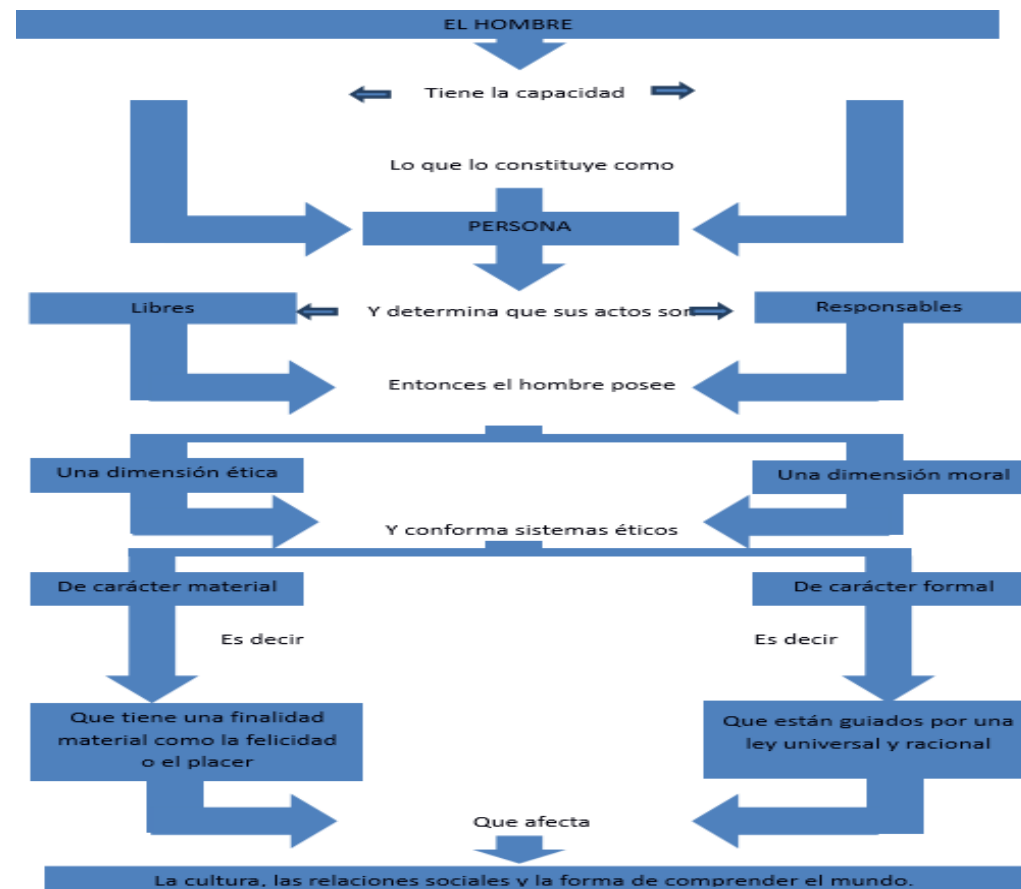 EL HOMBRE
Tiene la capacidad
Lo que lo constituye como
PERSONA
Libres
Y determina que sus actos son
Responsables
Entonces el hombre posee
Una dimensión ética
Una dimensión moral
Y conforma sistemas éticos
De carácter material
De carácter formal
Es decir
Es decir
Que tiene una finalidad
material como la felicidad
o el placer
Que están guiados por una
ley universal y racional
Que afecta
La cultura, las relaciones sociales y la forma de comprender el mundo.